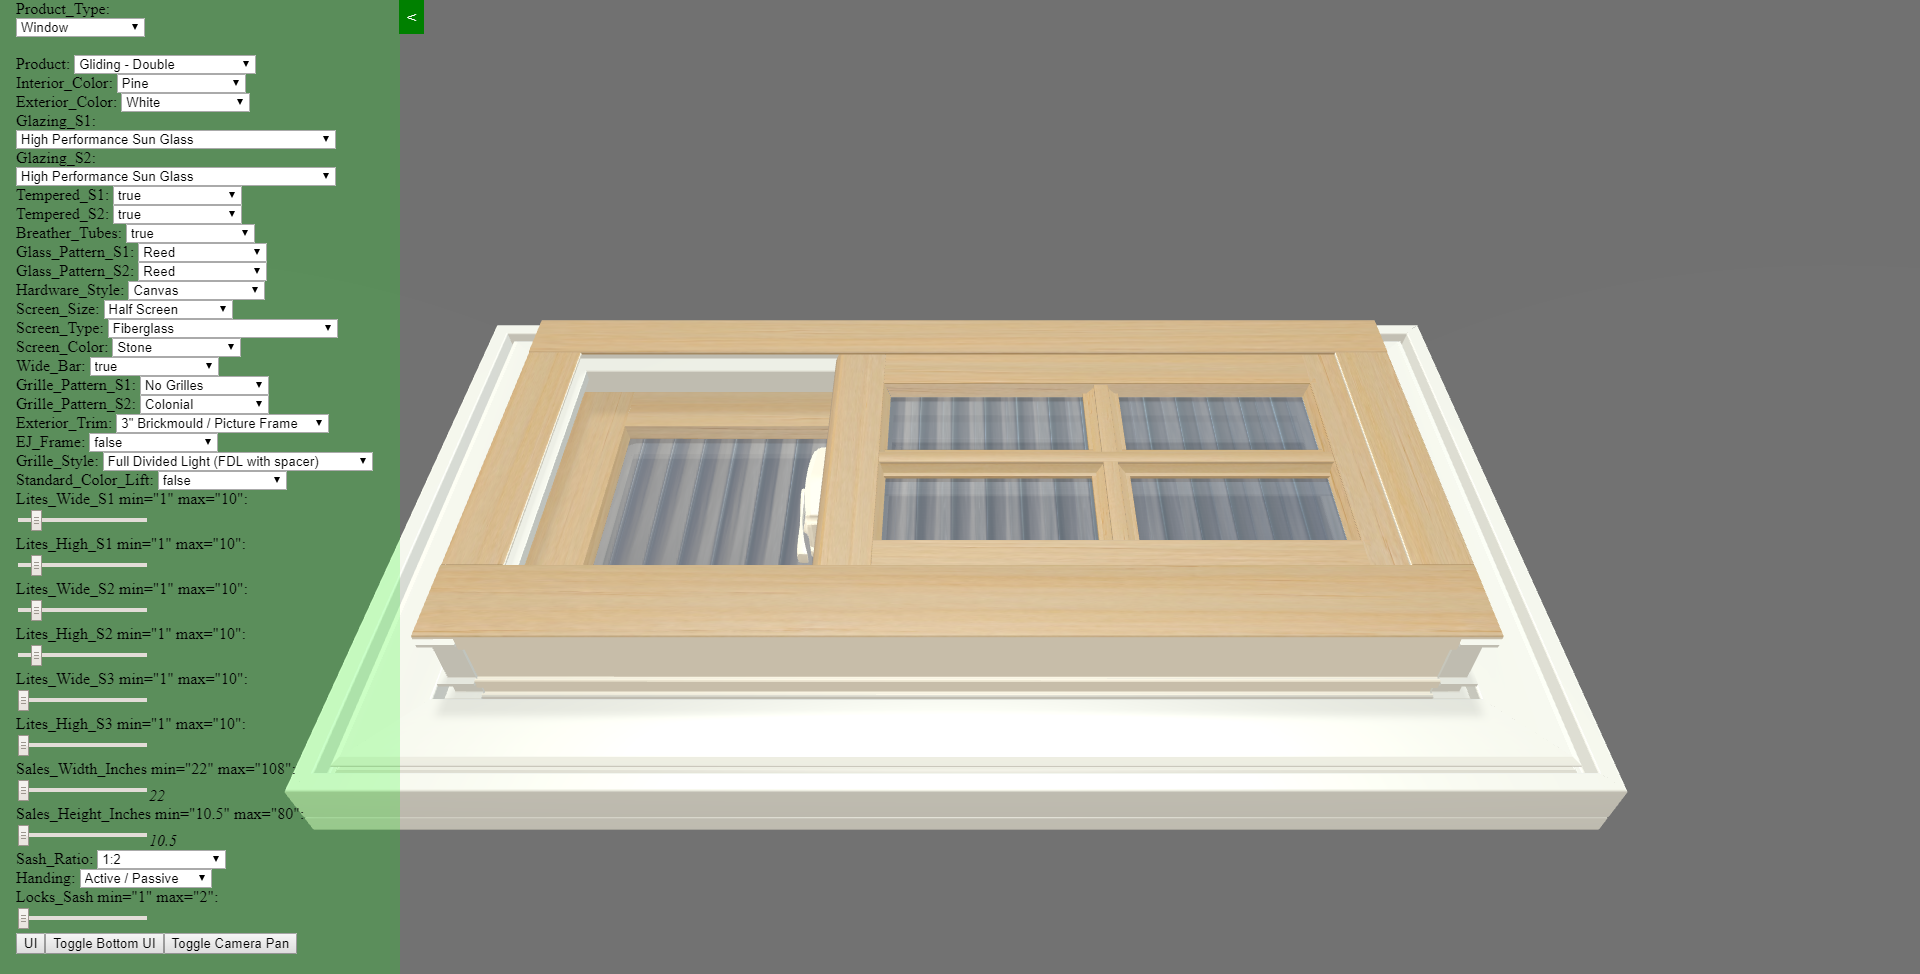 Product_Type:
<
Window
Product: Gliding - Double
Interior_Color: Pine
Exterior_Color: White
Glazing_S1:
High Performance Sun Glass
Glazing_S2:
High Performance Sun Glass
Tempered_S1: true
Tempered_S2: true
Breather_Tubes: true
Glass_Pattern_S1: Reed
Glass_Pattern_S2: Reed
Hardware_Style: Canvas
Screen_Size: Half Screen
Screen_Type: Fiberglass
Screen_Color: Stone
Wide_Bar: true
Grille_Pattern_S1: No Grilles
Grille_Pattern_S2: Colonial
Exterior_Trim: 3" Brickmould / Picture Frame
EJ_Frame: false
Grille_Style: Full Divided Light (FDL with spacer)
Standard_Color_Lift: false
Lites_Wide_S1 min="1" max="10":
Lites_High_S1 min="1" max="10":
Lites_Wide_S2 min="1" max="10":
Lites_High_S2 min="1" max="10":
Lites_Wide_S3 min="1" max="10":
Lites_High_S3 min="1" max="10":
Sales_Width_Inches min="22" max="108":
22
Sales_Height_Inches min="10.5" max="80":
10.5
Sash_Ratio: 1:2
Handing: Active / Passive
Locks_Sash min="1" max="2":
UI Toggle Bottom UI Toggle Camera Pan